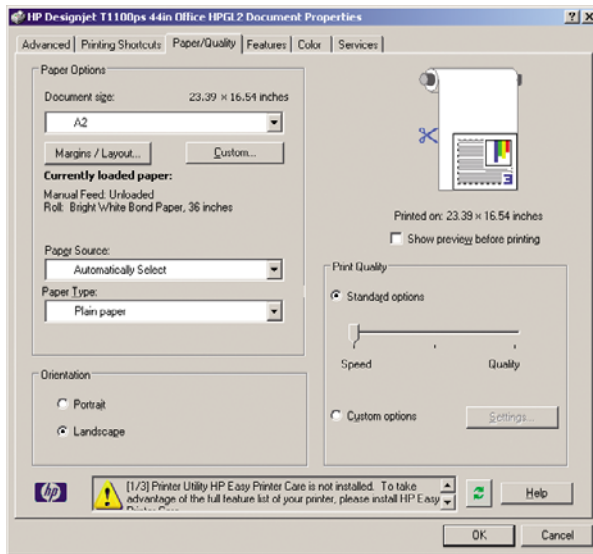 HP Designjet T1100ps 44in Office HPGL2 Document Properties
Advanced Printing Shortcuts Paper/Quality Features Color Services
Paper Options
Document size: 23.39 × 16.54 inches
A2
Margins / Layout... Custom...
Currently loaded paper:
Manual Feed: Unloaded
Roll: Bright White Bond Paper, 36 inches
Paper Source:
Automatically Select
Paper Type:
Plain paper
Orientation
Portrait
Landscape
3
Printed on: 23.39 × 16.54 inches
Show preview before printing
Print Quality
Standard options
Speed Quality
Custom options Settings...
hp
[1/3] Printer Utility HP Easy Printer Care is not installed. To take
advantage of the full feature list of your printer, please install HP Easy
Printer Care
Help
OK Cancel